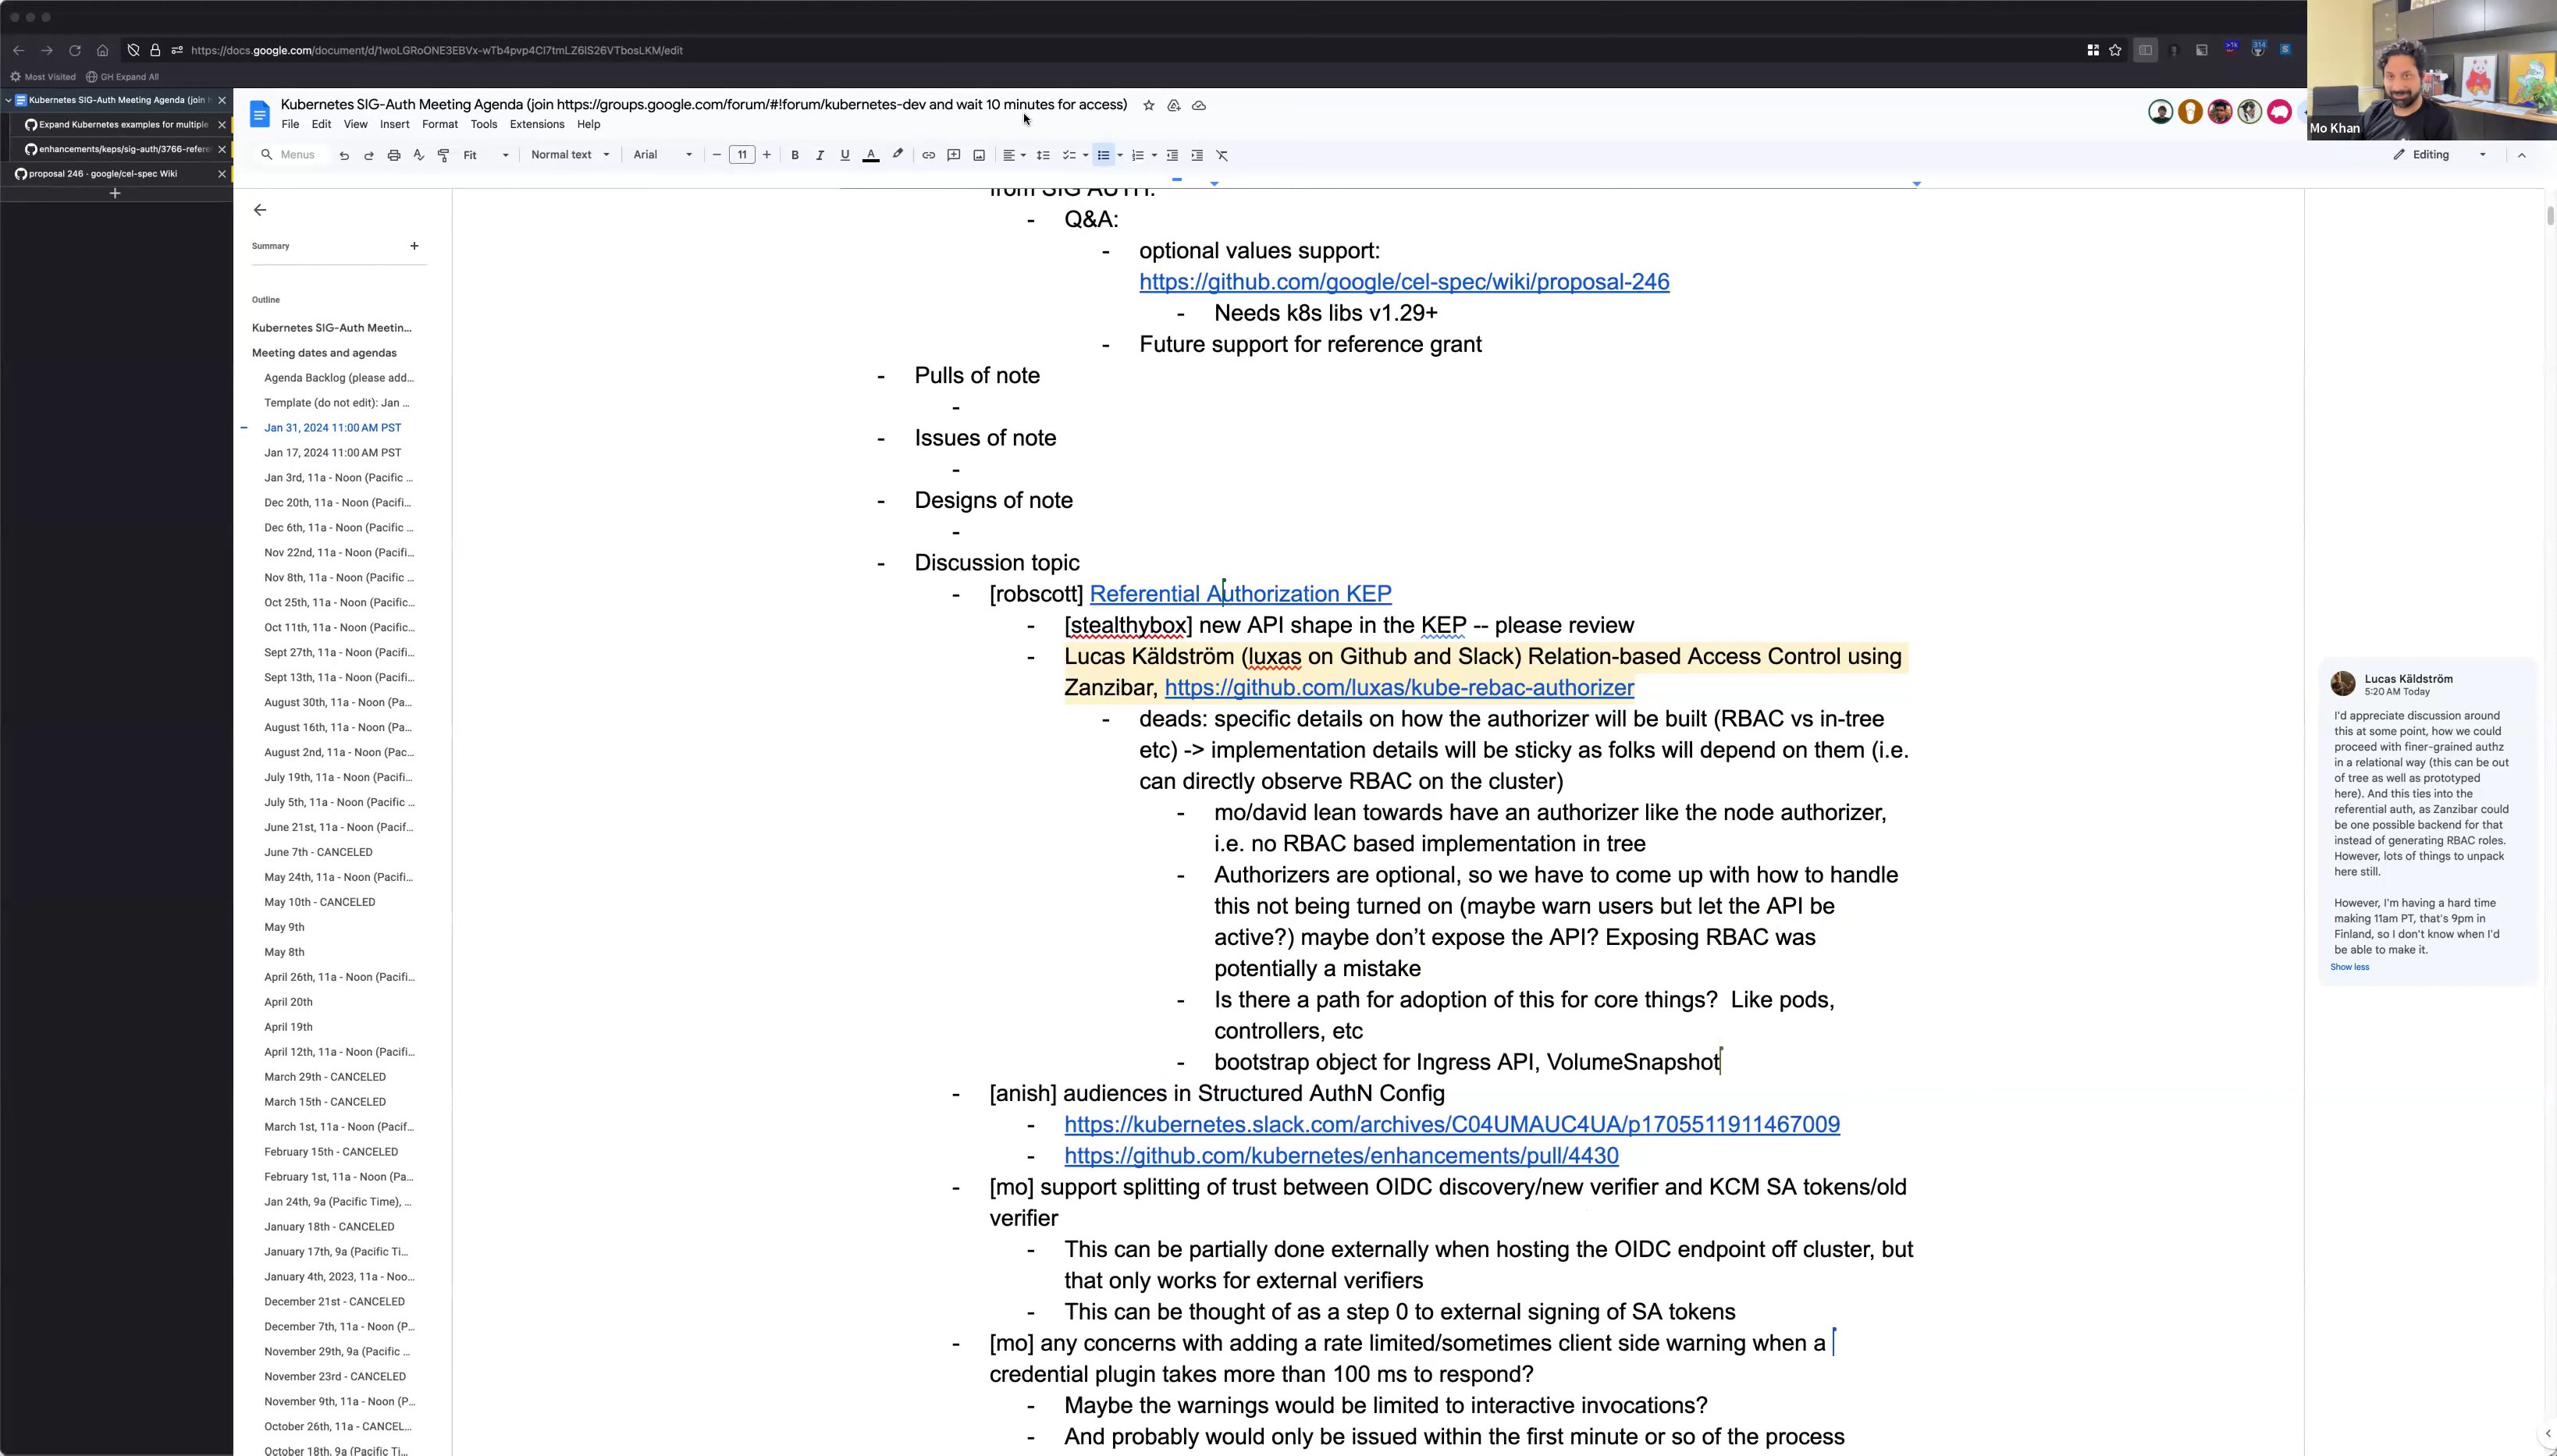 https://docs.google.com/document/d/1woLGRoONE3EBVx-wTb4pvp4CI7tmLZ6IS26VTbosLKM/edit
Most Visited
GH Expand All
Kubernetes SIG-Auth Meeting Agenda (join h
Expand Kubernetes examples for multiple
enhancements/keps/sig-auth/3766-refere
proposal 246 - google/cel-spec Wiki
Kubernetes SIG-Auth Meeting Agenda (join https://groups.google.com/forum/#!forum/kubernetes-dev and wait 10 minutes for access)
File Edit View Insert Format Tools Extensions Help
Menus Fit Normal text Arial 11 Editing
Mo Khan
Summary
Outline
Kubernetes SIG-Auth Meetin...
Meeting dates and agendas
Agenda Backlog (please add...
Template (do not edit): Jan ...
Jan 31, 2024 11:00 AM PST
Jan 17, 2024 11:00 AM PST
Jan 3rd, 11a - Noon (Pacific ...
Dec 20th, 11a - Noon (Pacifi...
Dec 6th, 11a - Noon (Pacific ...
Nov 22nd, 11a - Noon (Pacifi...
Nov 8th, 11a - Noon (Pacific ...
Oct 25th, 11a - Noon (Pacific...
Oct 11th, 11a - Noon (Pacific...
Sept 27th, 11a - Noon (Pacifi...
Sept 13th, 11a - Noon (Pacifi...
August 30th, 11a - Noon (Pa...
August 16th, 11a - Noon (Pa...
August 2nd, 11a - Noon (Pac...
July 19th, 11a - Noon (Pacifi...
July 5th, 11a - Noon (Pacific ...
June 21st, 11a - Noon (Pacif...
June 7th - CANCELED
May 24th, 11a - Noon (Pacifi...
May 10th - CANCELED
May 9th
May 8th
April 26th, 11a - Noon (Pacifi...
April 20th
April 19th
April 12th, 11a - Noon (Pacifi...
March 29th - CANCELED
March 15th - CANCELED
March 1st, 11a - Noon (Pacif...
February 15th - CANCELED
February 1st, 11a - Noon (Pa...
Jan 24th, 9a (Pacific Time), ...
January 18th - CANCELED
January 17th, 9a (Pacific Ti...
January 4th, 2023, 11a - Noo...
December 21st - CANCELED
December 7th, 11a - Noon (P...
November 29th, 9a (Pacific ...
November 23rd - CANCELED
November 9th, 11a - Noon (P...
October 26th, 11a - CANCEL...
October 18th, 9a (Pacific Ti...
from SIG AUTH:
- Q&A:
- optional values support:
https://github.com/google/cel-spec/wiki/proposal-246
- Needs k8s libs v1.29+
- Future support for reference grant
- Pulls of note
-
- Issues of note
-
- Designs of note
-
- Discussion topic
- [robscott] Referential Authorization KEP
- [stealthybox] new API shape in the KEP -- please review
- Lucas Käldström (luxas on Github and Slack) Relation-based Access Control using
Zanzibar, https://github.com/luxas/kube-rebac-authorizer
- deads: specific details on how the authorizer will be built (RBAC vs in-tree
etc) -> implementation details will be sticky as folks will depend on them (i.e.
can directly observe RBAC on the cluster)
- mo/david lean towards have an authorizer like the node authorizer,
i.e. no RBAC based implementation in tree
- Authorizers are optional, so we have to come up with how to handle
this not being turned on (maybe warn users but let the API be
active?) maybe don’t expose the API? Exposing RBAC was
potentially a mistake
- Is there a path for adoption of this for core things? Like pods,
controllers, etc
- bootstrap object for Ingress API, VolumeSnapshot
- [anish] audiences in Structured AuthN Config
- https://kubernetes.slack.com/archives/C04UMAUC4UA/p1705511911467009
- https://github.com/kubernetes/enhancements/pull/4430
- [mo] support splitting of trust between OIDC discovery/new verifier and KCM SA tokens/old
verifier
- This can be partially done externally when hosting the OIDC endpoint off cluster, but
that only works for external verifiers
- This can be thought of as a step 0 to external signing of SA tokens
- [mo] any concerns with adding a rate limited/sometimes client side warning when a
credential plugin takes more than 100 ms to respond?
- Maybe the warnings would be limited to interactive invocations?
- And probably would only be issued within the first minute or so of the process
Lucas Käldström
5:20 AM Today
I'd appreciate discussion around
this at some point, how we could
proceed with finer-grained authz
in a relational way (this can be out
of tree as well as prototyped
here). And this ties into the
referential auth, as Zanzibar could
be one possible backend for that
instead of generating RBAC roles.
However, lots of things to unpack
here still.
However, I'm having a hard time
making 11am PT, that's 9pm in
Finland, so I don't know when I'd
be able to make it.
Show less